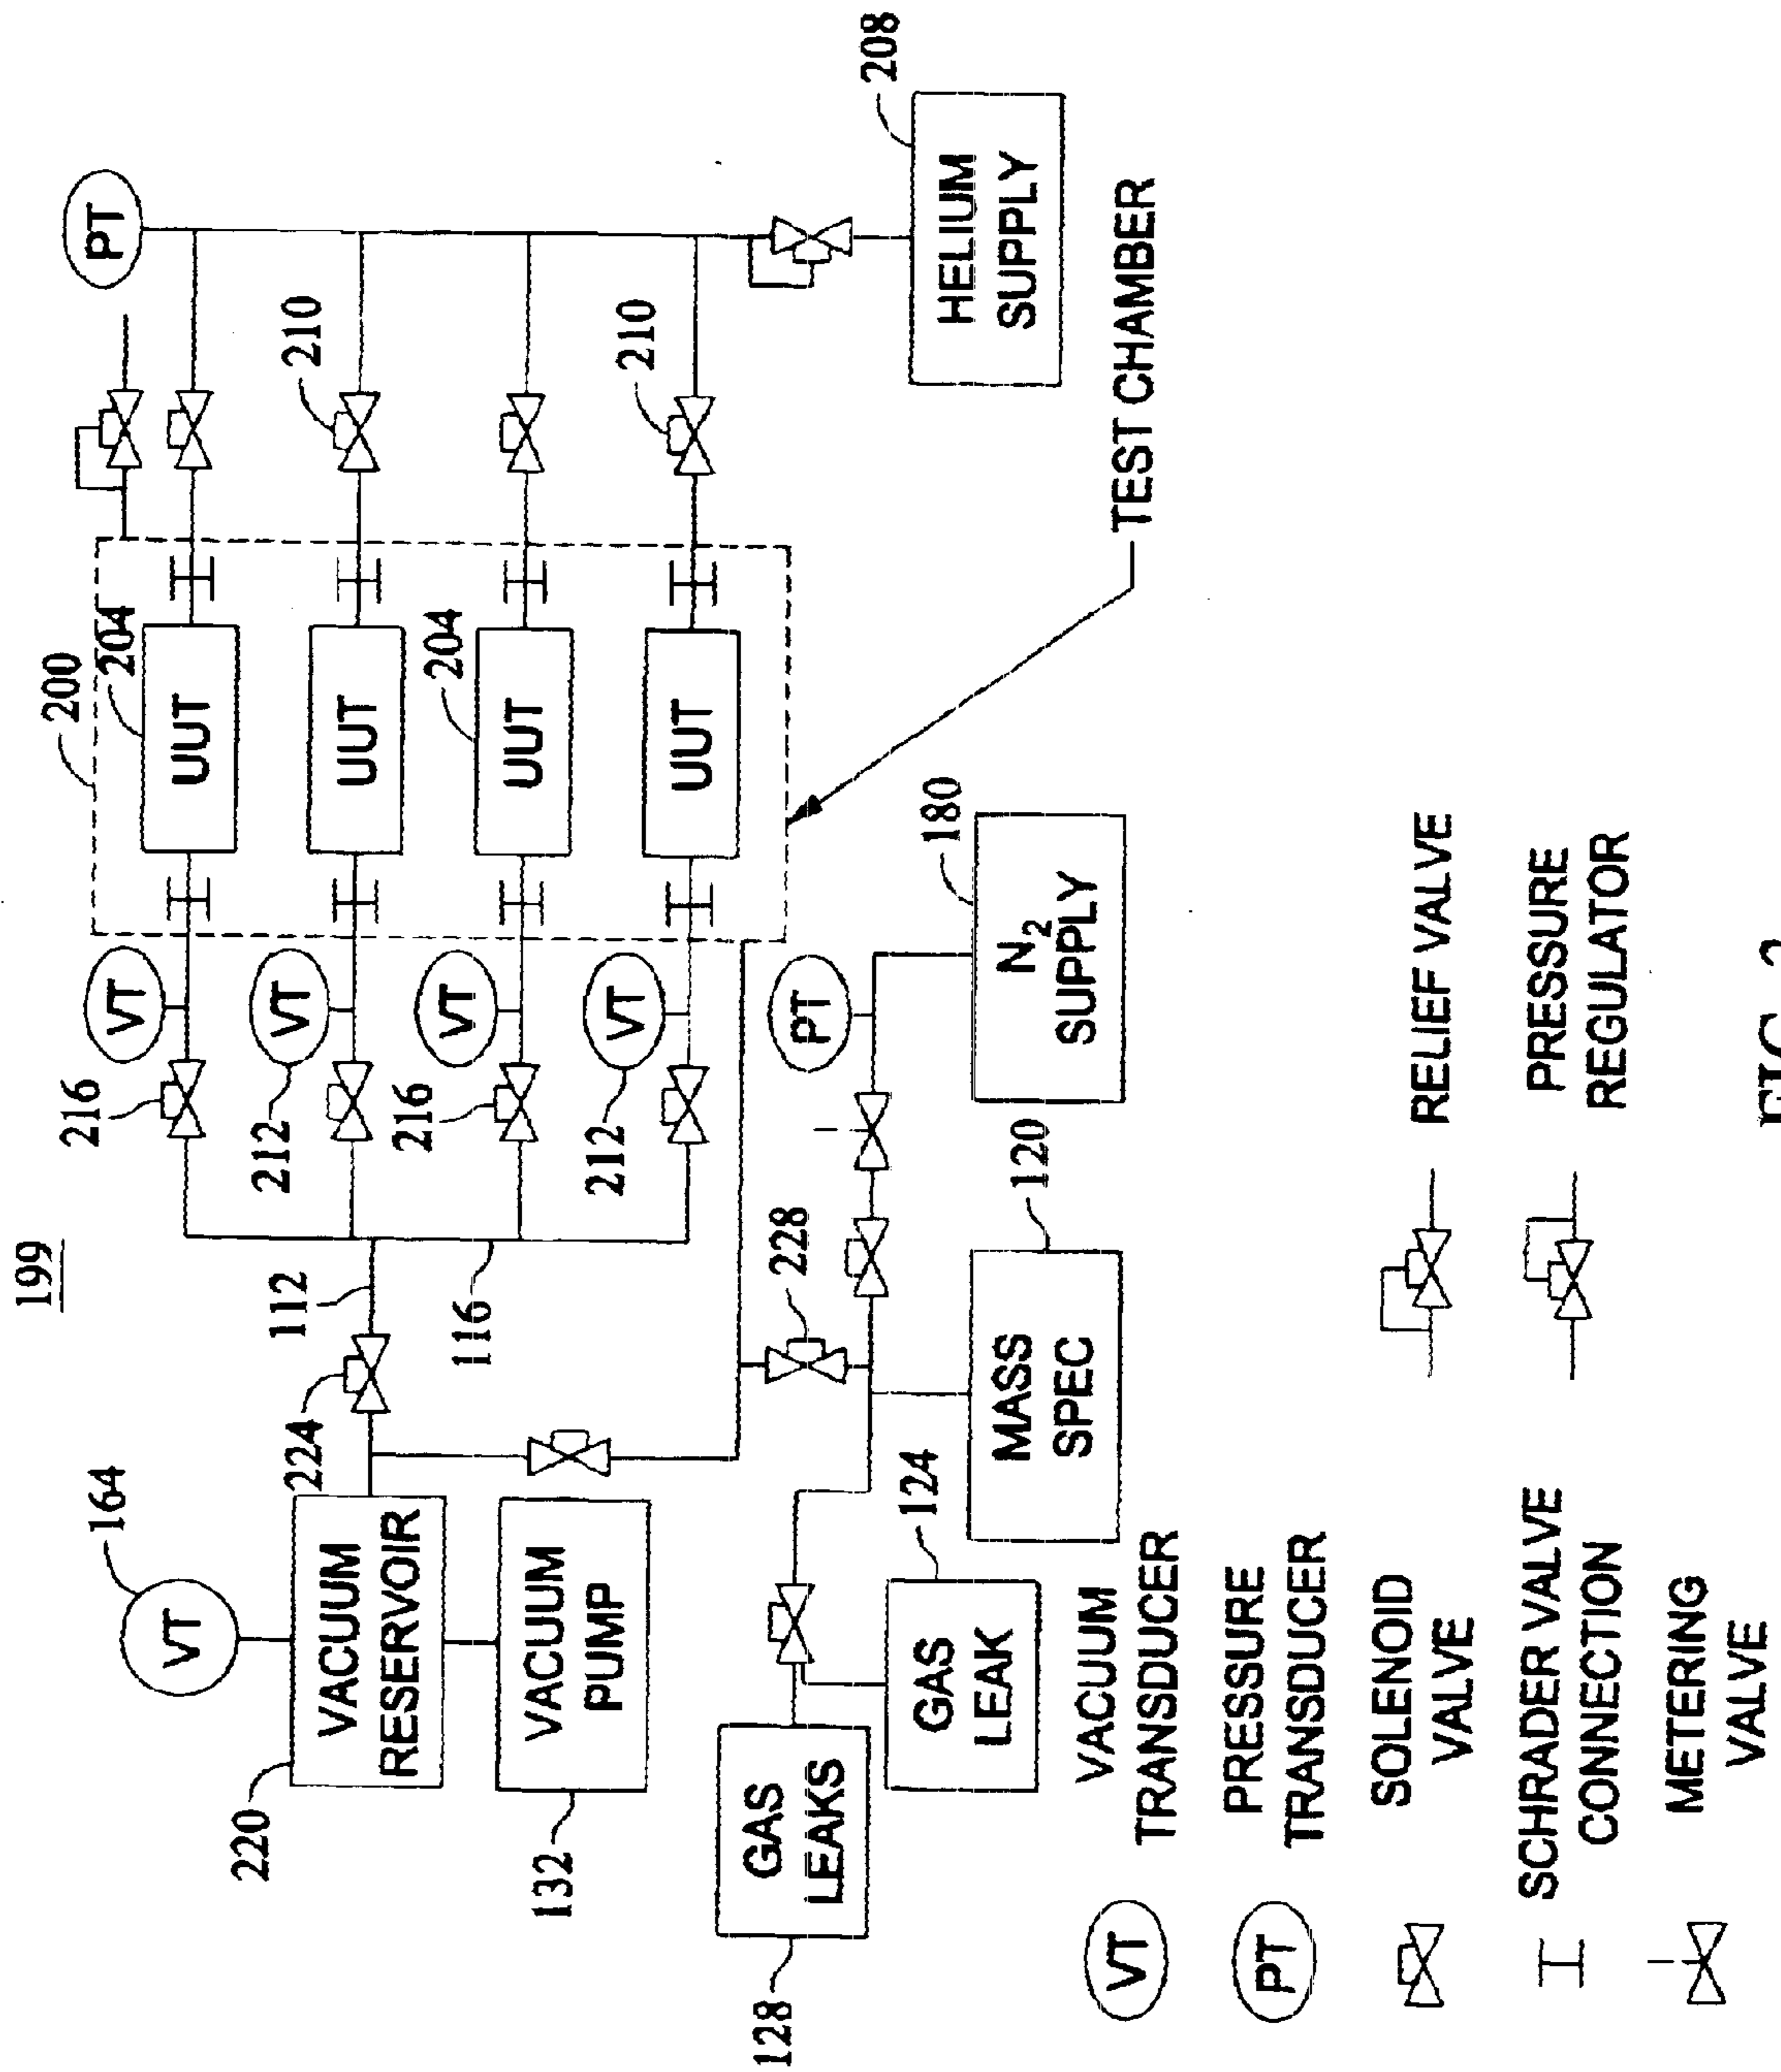 199
164
VT
224
112
116
220
VACUUM
RESERVOIR
132
VACUUM
PUMP
216
VT
212
VT
216
VT
212
VT
200
204
UUT
UUT
204
UUT
UUT
PT
210
210
208
HELIUM
SUPPLY
TEST CHAMBER
128
GAS
LEAKS
124
GAS
LEAK
228
120
MASS
SPEC
PT
180
N₂
SUPPLY
VT
VACUUM
TRANSDUCER
PT
PRESSURE
TRANSDUCER
SOLENOID
VALVE
SCHRADER VALVE
CONNECTION
METERING
VALVE
RELIEF VALVE
PRESSURE
REGULATOR